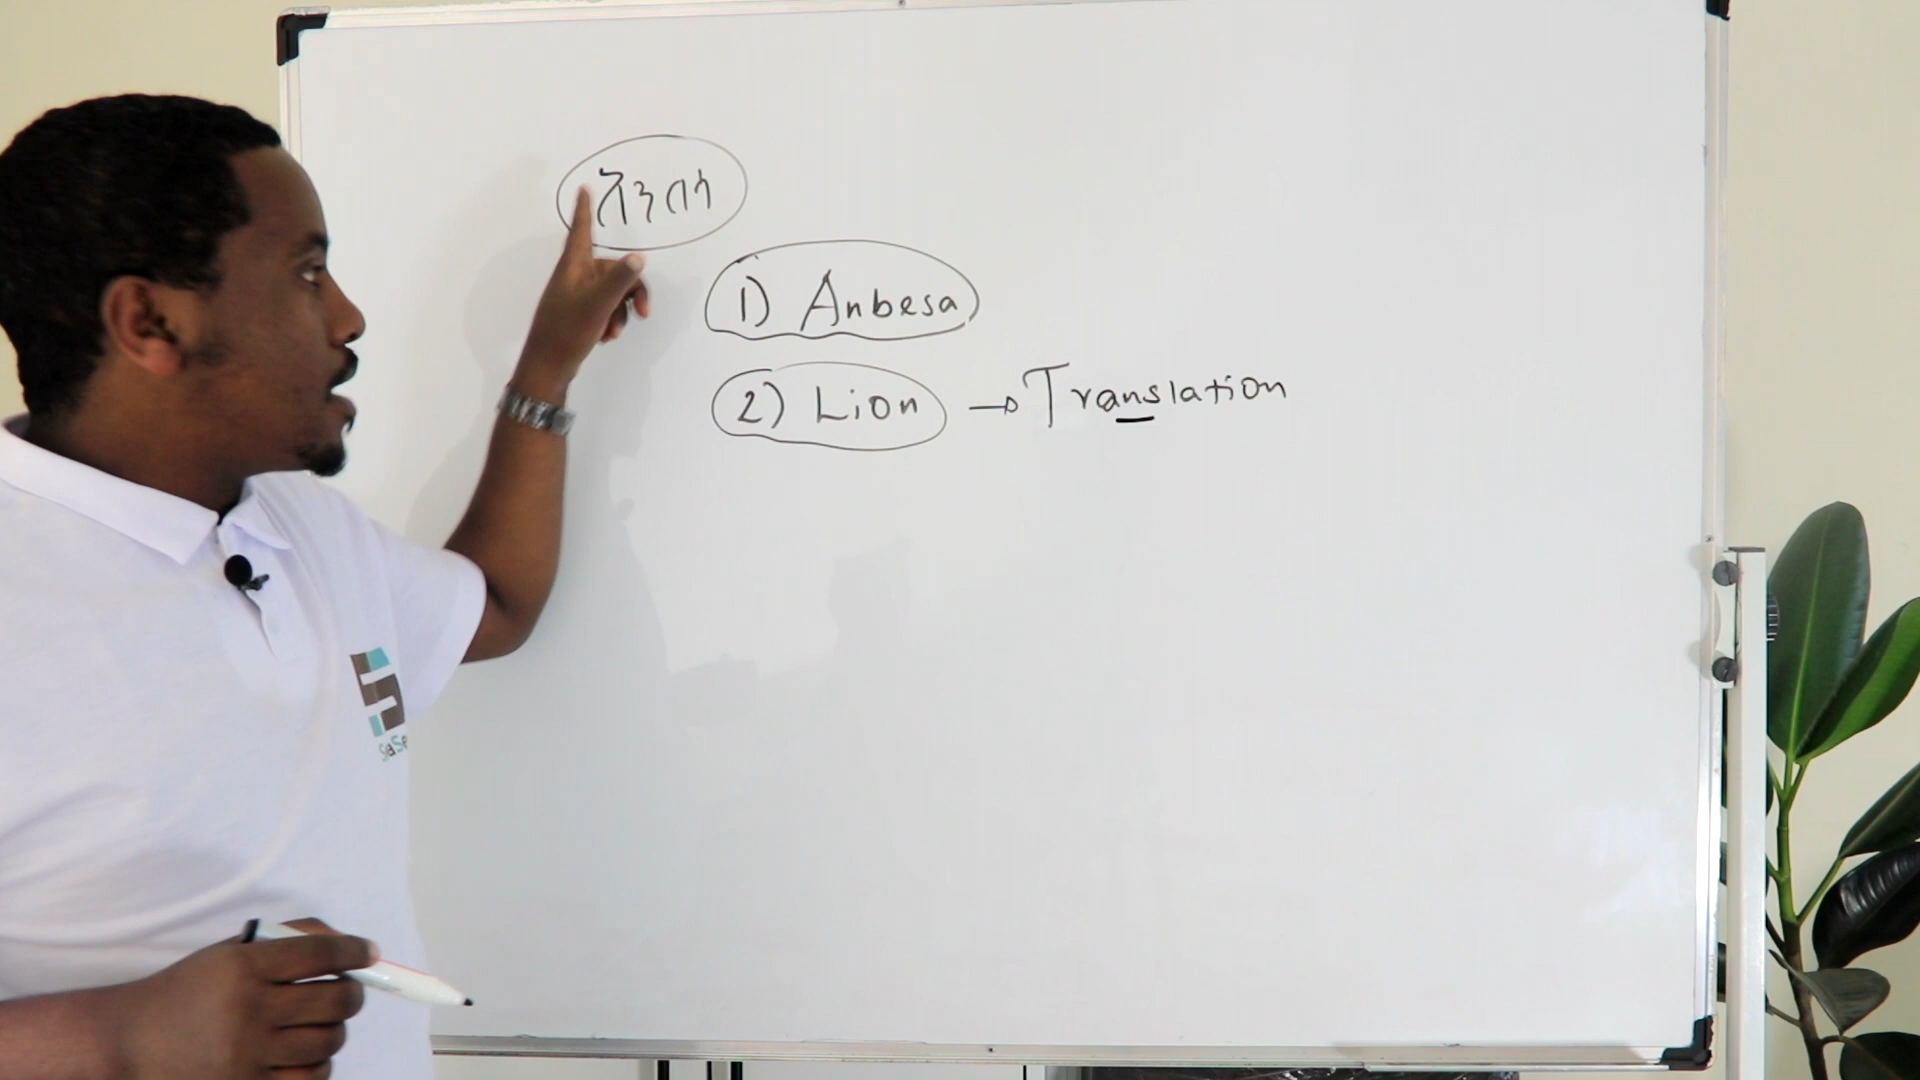 አንበሳ
1) Anbesa
2) Lion → Translation